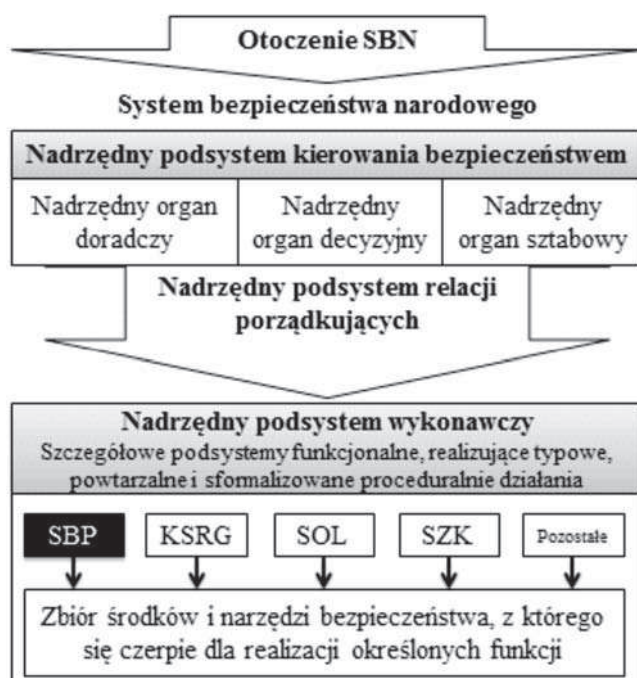 Otoczenie SBN
System bezpieczeństwa narodowego
Nadrzędny podsystem kierowania bezpieczeństwem
Nadrzędny organ
doradczy
Nadrzędny
organ decyzyjny
Nadrzędny
organ sztabowy
Nadrzędny podsystem relacji
porządkujących
Nadrzędny podsystem wykonawczy
Szczegółowe podsystemy funkcjonalne, realizujące typowe,
powtarzalne i sformalizowane proceduralnie działania
SBP
KSRG
SOL
SZK
Pozostałe
Zbiór środków i narzędzi bezpieczeństwa, z którego
się czerpie dla realizacji określonych funkcji